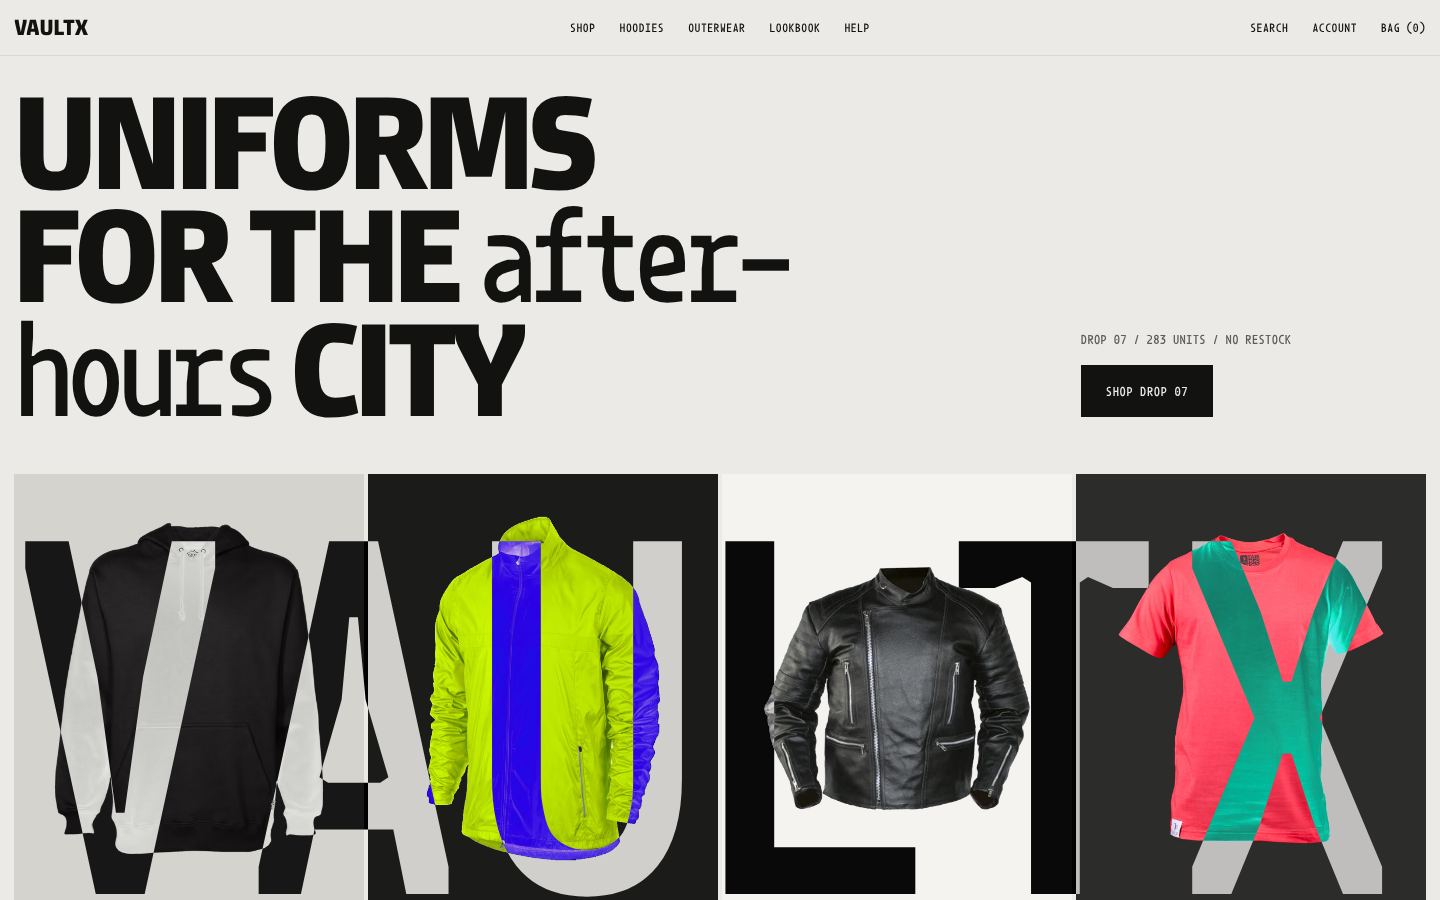 VAULTX
SHOP HOODIES OUTERWEAR LOOKBOOK HELP
SEARCH ACCOUNT BAG (0)
UNIFORMS
FOR THE after-
hours CITY
DROP 07 / 283 UNITS / NO RESTOCK
SHOP DROP 07
VAULTX